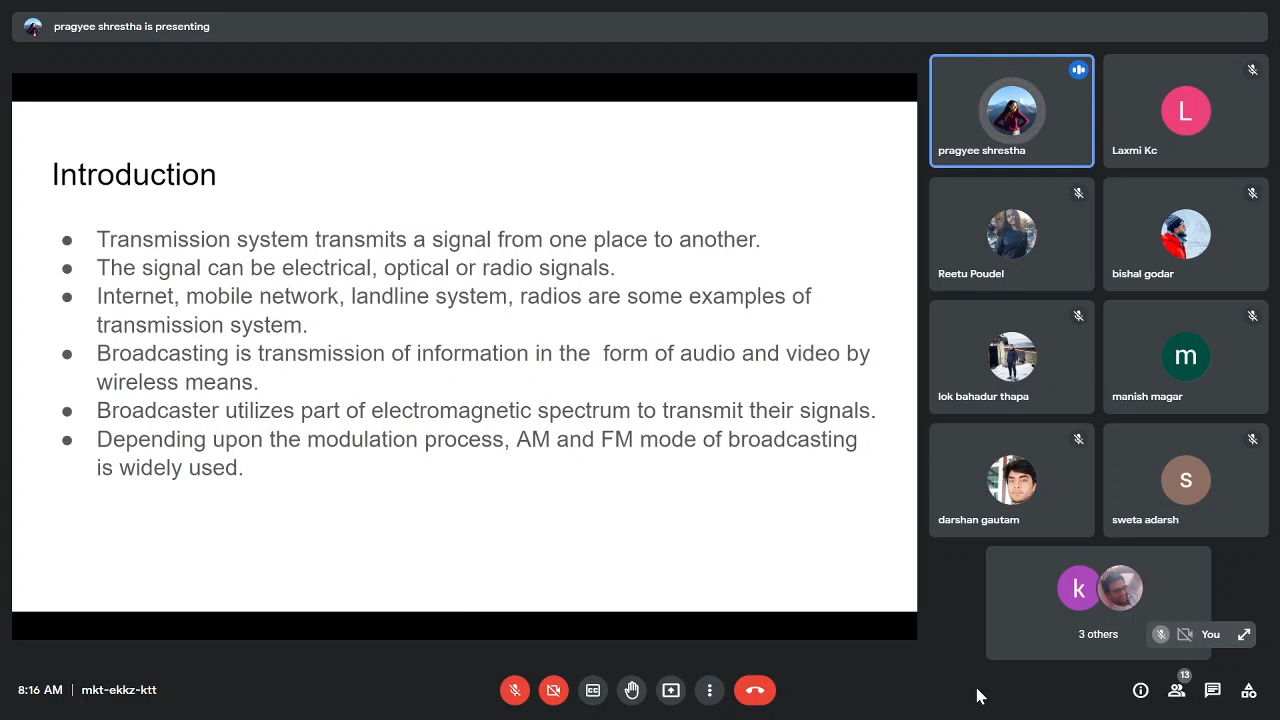 pragyee shrestha is presenting
Introduction
● Transmission system transmits a signal from one place to another.
● The signal can be electrical, optical or radio signals.
● Internet, mobile network, landline system, radios are some examples of
transmission system.
● Broadcasting is transmission of information in the  form of audio and video by
wireless means.
● Broadcaster utilizes part of electromagnetic spectrum to transmit their signals.
● Depending upon the modulation process, AM and FM mode of broadcasting
is widely used.
pragyee shrestha
L
Laxmi Kc
Reetu Poudel
bishal godar
lok bahadur thapa
m
manish magar
darshan gautam
s
sweta adarsh
k
3 others
You
8:16 AM | mkt-ekkz-ktt
CC
13